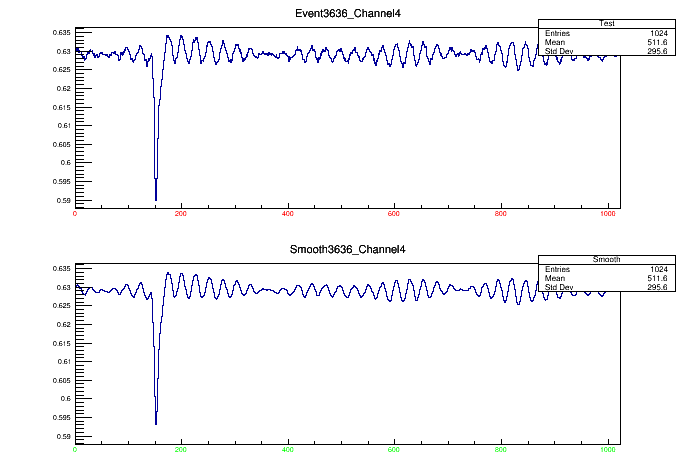 Event3636_Channel4
Test
Entries 1024
Mean 511.6
Std Dev 295.6
0.635
0.63
0.625
0.62
0.615
0.61
0.605
0.6
0.595
0.59
0 200 400 600 800 1000
Smooth3636_Channel4
Smooth
Entries 1024
Mean 511.6
Std Dev 295.6
0.635
0.63
0.625
0.62
0.615
0.61
0.605
0.6
0.595
0.59
0 200 400 600 800 1000